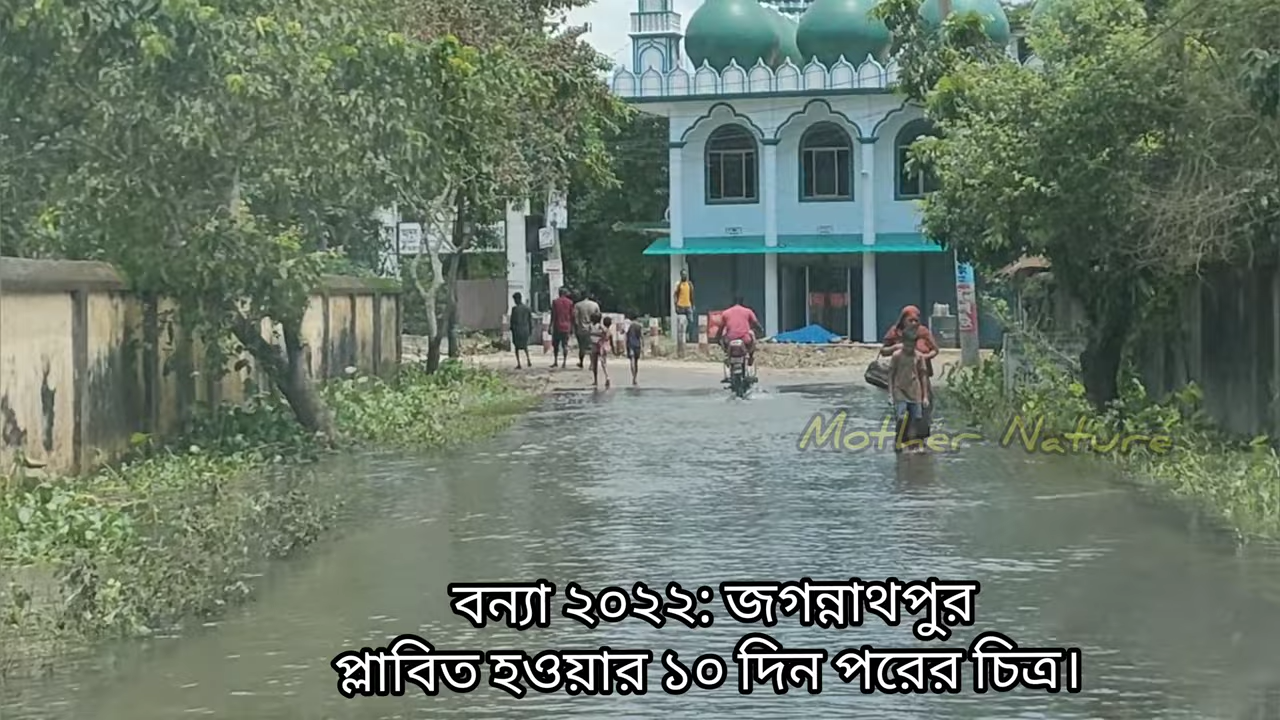 Mother Nature
বন্যা ২০২২: জগন্নাথপুর
প্লাবিত হওয়ার ১০ দিন পরের চিত্র।